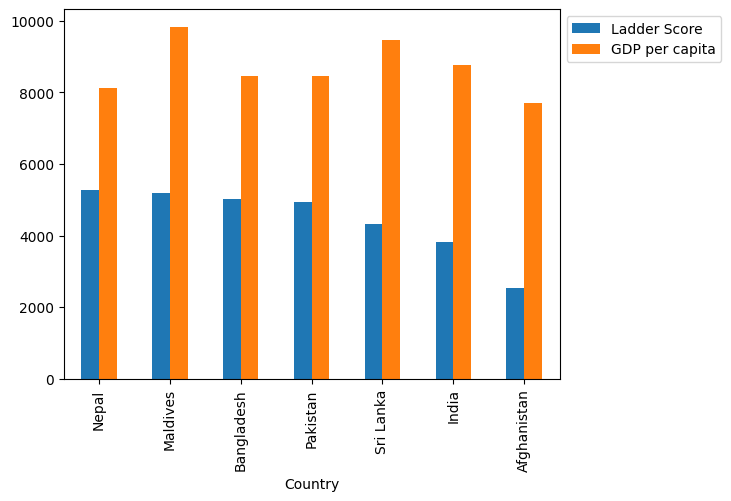 10000
8000
6000
4000
2000
0
Ladder Score
GDP per capita
Nepal
Maldives
Bangladesh
Pakistan
Sri Lanka
India
Afghanistan
Country